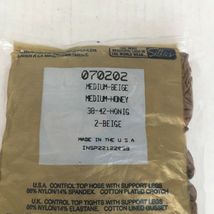 070202
MEDIUM-BEIGE
MEDIUM-HONEY
38-42-HONIG
2-BEIGE
MADE IN THE U S A
U.S.A. CONTROL TOP HOSE WITH SUPPORT LEGS
86% NYLON/14% SPANDEX. COTTON PLATED CROTCH
U.K. CONTROL TOP TIGHTS WITH SUPPORT LEGS
86% NYLON/14% ELASTANE. COTTON LINED GUSSET